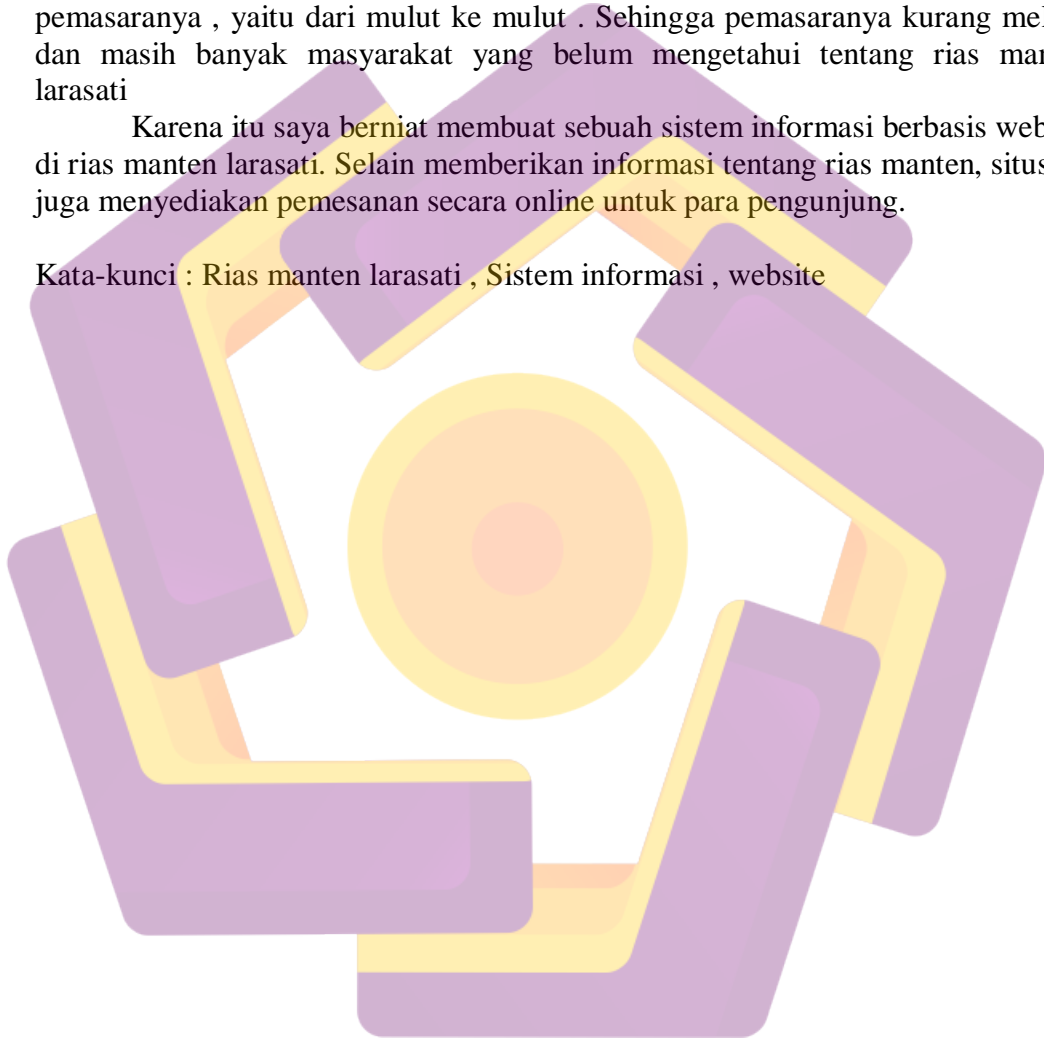 pemasaranya , yaitu dari mulut ke mulut . Sehingga pemasaranya kurang
dan masih banyak masyarakat yang belum mengetahui tentang rias
larasati
Karena itu saya berniat membuat sebuah sistem informasi berbasis
di rias manten larasati. Selain memberikan informasi tentang rias manten, situs
juga menyediakan pemesanan secara online untuk para pengunjung.
Kata-kunci : Rias manten larasati , Sistem informasi , website